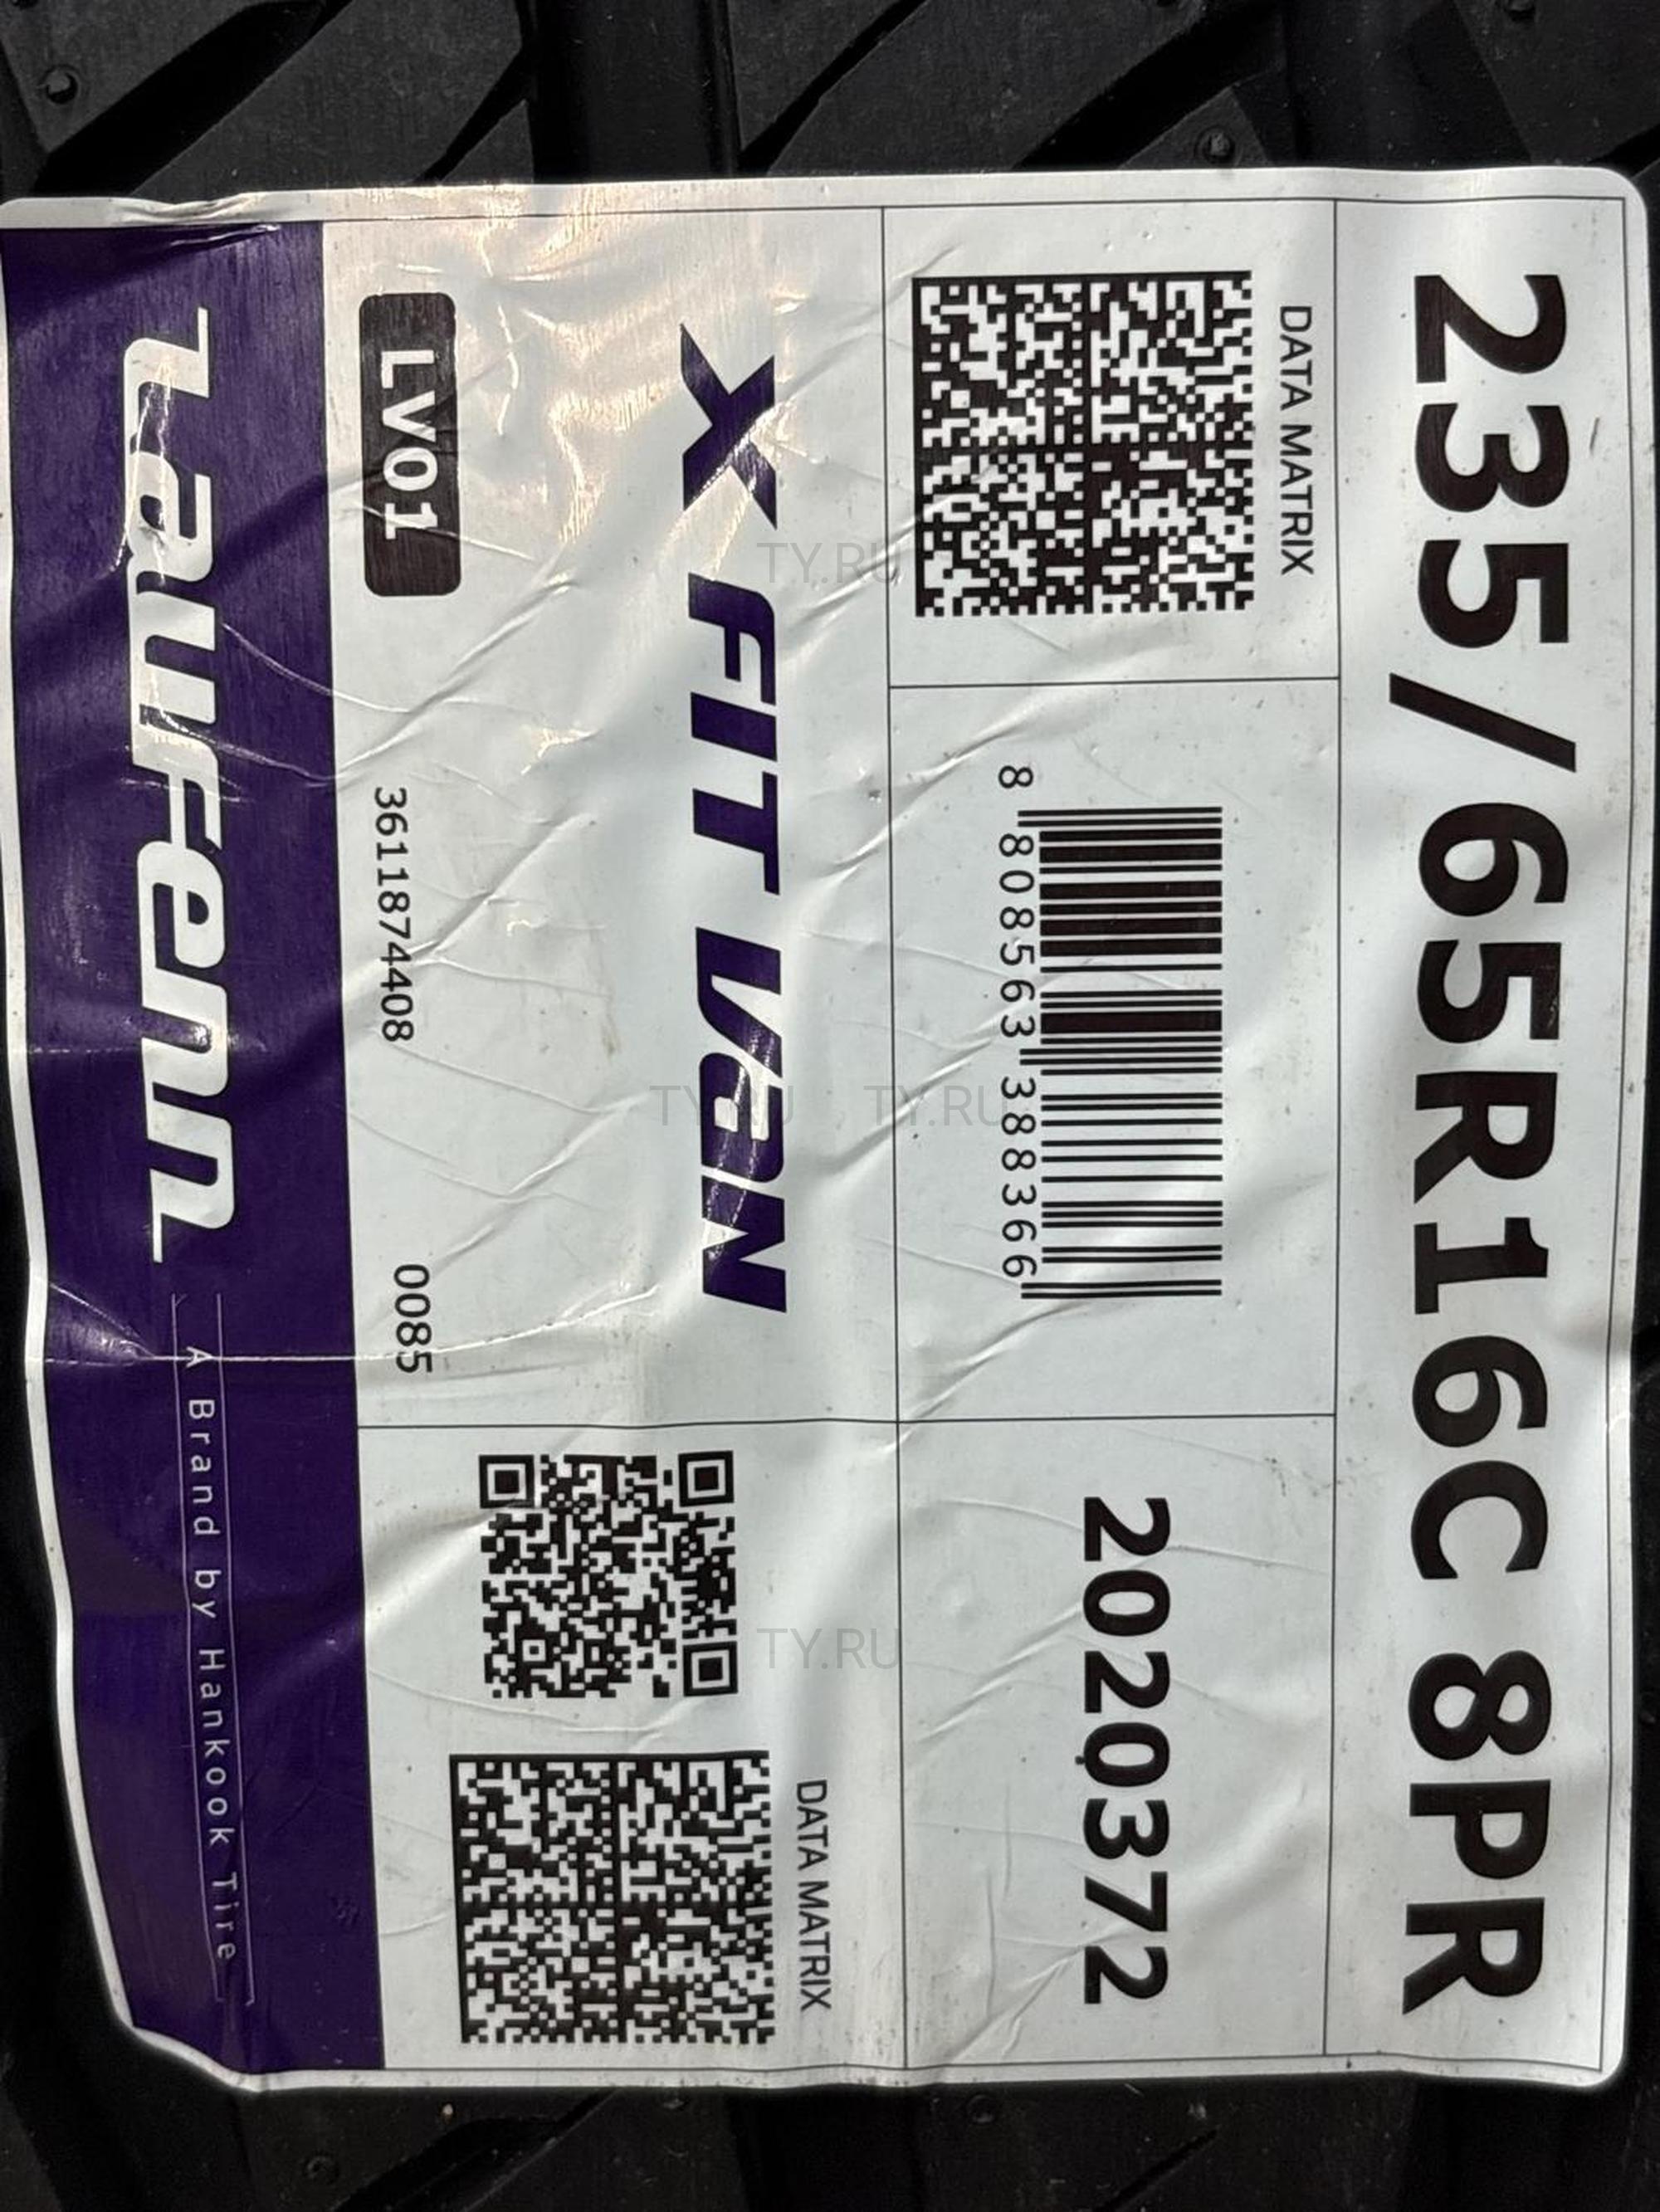 235/65R16C 8PR
DATA MATRIX
8 808563 388366
2020372
X FIT VaN
LV01
3611874408
0085
DATA MATRIX
Laufenn
A Brand by Hankook Tire
TY.RU
TY.RU
TY.RU
TY.RU